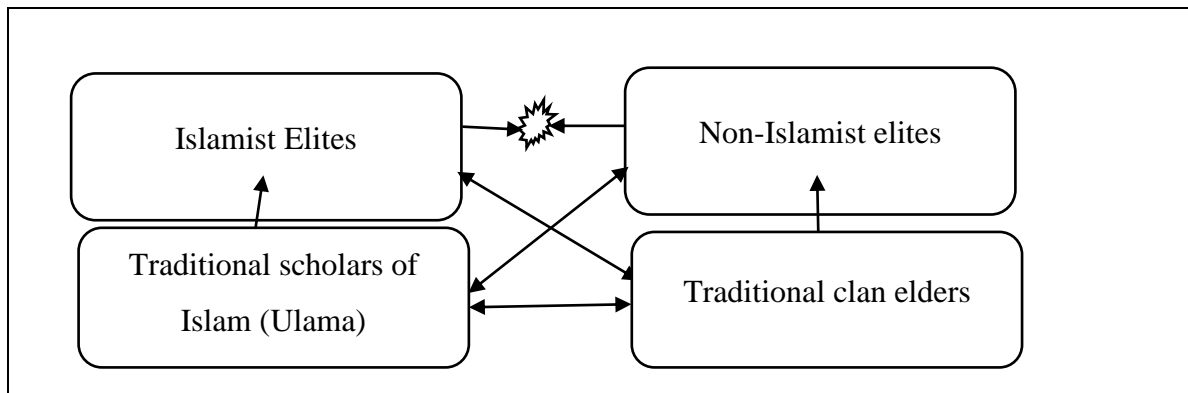 Islamist Elites
Non-Islamist elites
Traditional scholars of
Islam (Ulama)
Traditional clan elders